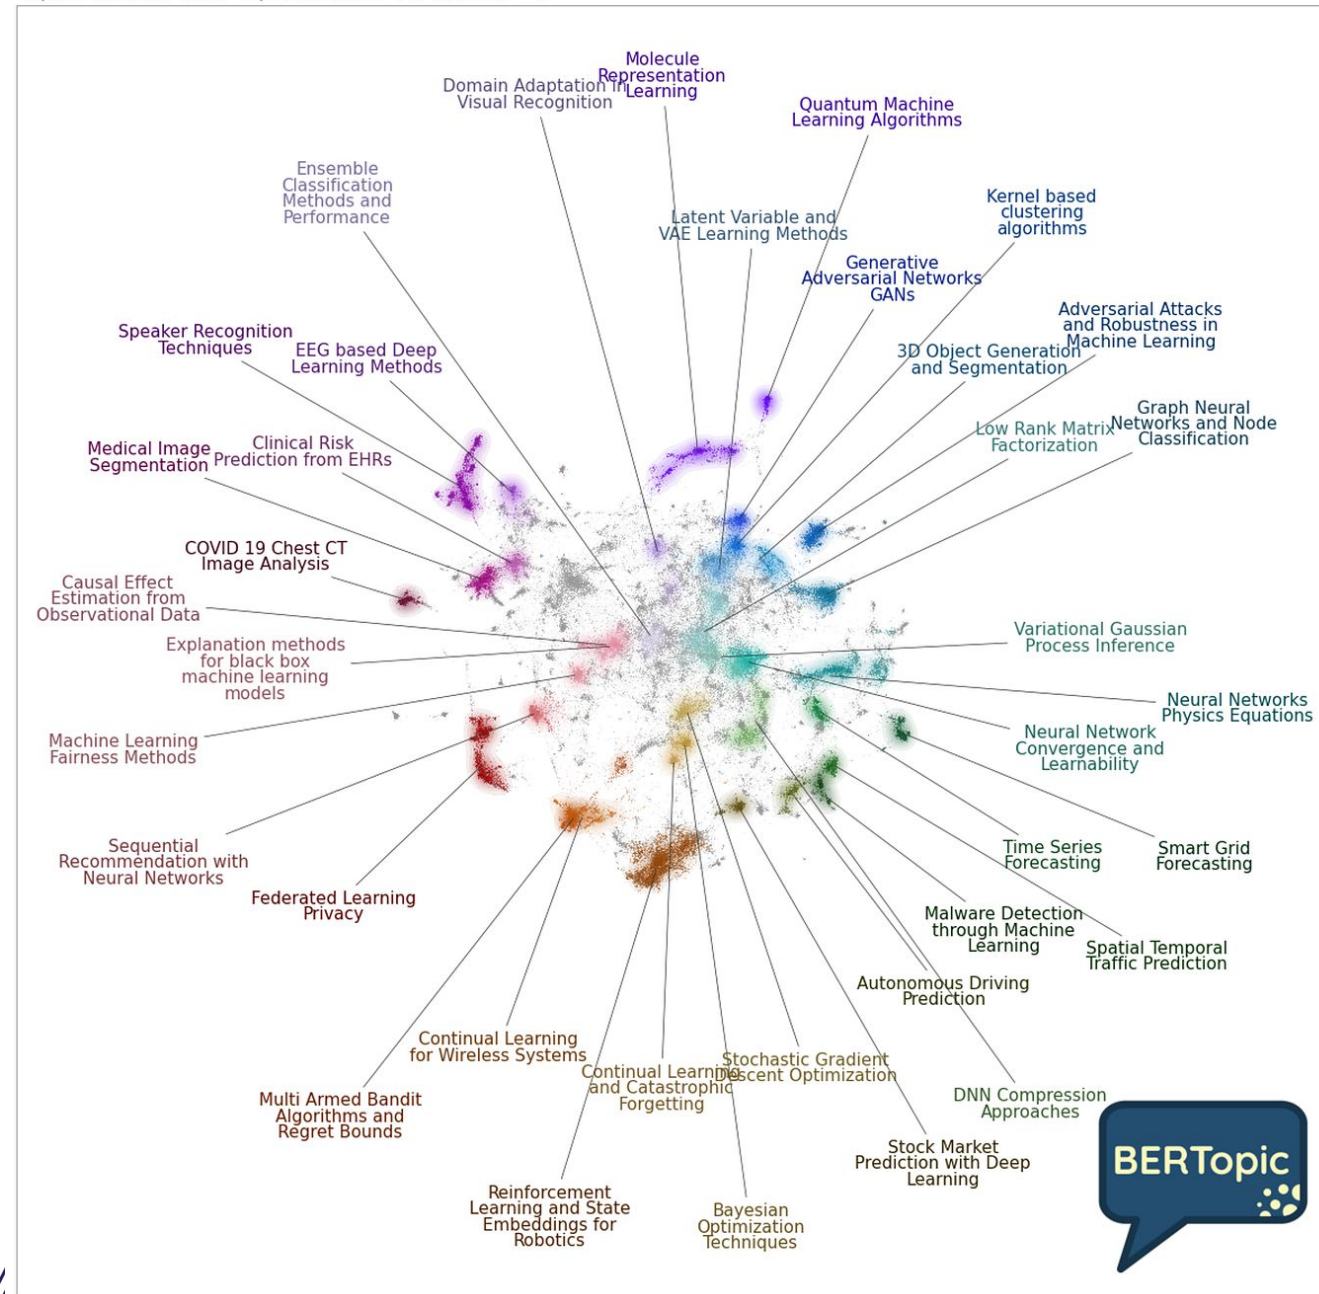 Molecule
Representation
Learning
Domain Adaptation in
Visual Recognition
Quantum Machine
Learning Algorithms
Ensemble
Classification
Methods and
Performance
Kernel based
clustering
algorithms
Latent Variable and
VAE Learning Methods
Generative
Adversarial Networks
GANs
Adversarial Attacks
and Robustness in
Machine Learning
Speaker Recognition
Techniques
EEG based Deep
Learning Methods
3D Object Generation
and Segmentation
Graph Neural
Networks and Node
Classification
Low Rank Matrix
Factorization
Medical Image
Segmentation
Clinical Risk
Prediction from EHRs
COVID 19 Chest CT
Image Analysis
Causal Effect
Estimation from
Observational Data
Variational Gaussian
Process Inference
Explanation methods
for black box
machine learning
models
Neural Networks
Physics Equations
Machine Learning
Fairness Methods
Neural Network
Convergence and
Learnability
Sequential
Recommendation with
Neural Networks
Time Series
Forecasting
Smart Grid
Forecasting
Federated Learning
Privacy
Malware Detection
through Machine
Learning
Spatial Temporal
Traffic Prediction
Autonomous Driving
Prediction
Continual Learning
for Wireless Systems
Continual Learning
and Catastrophic
Forgetting
Stochastic Gradient
Descent Optimization
DNN Compression
Approaches
Multi Armed Bandit
Algorithms and
Regret Bounds
Stock Market
Prediction with Deep
Learning
Reinforcement
Learning and State
Embeddings for
Robotics
Bayesian
Optimization
Techniques
BERTopic